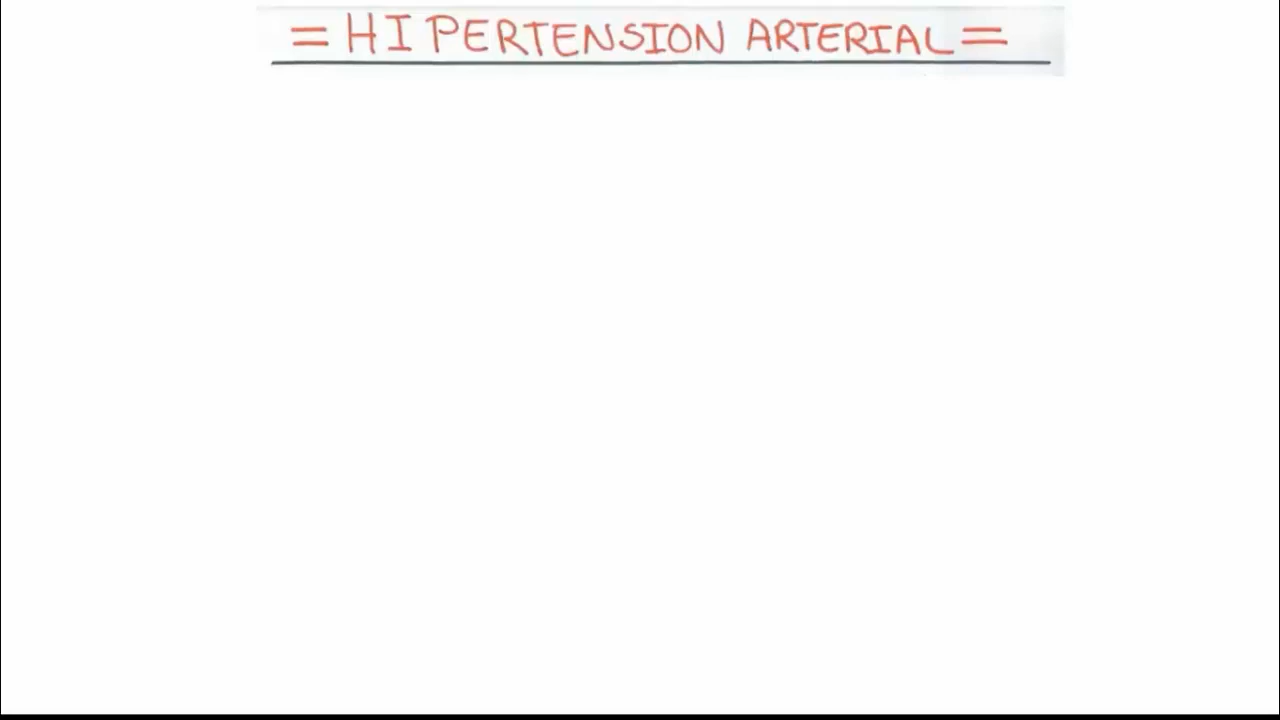 = HIPERTENSION ARTERIAL =